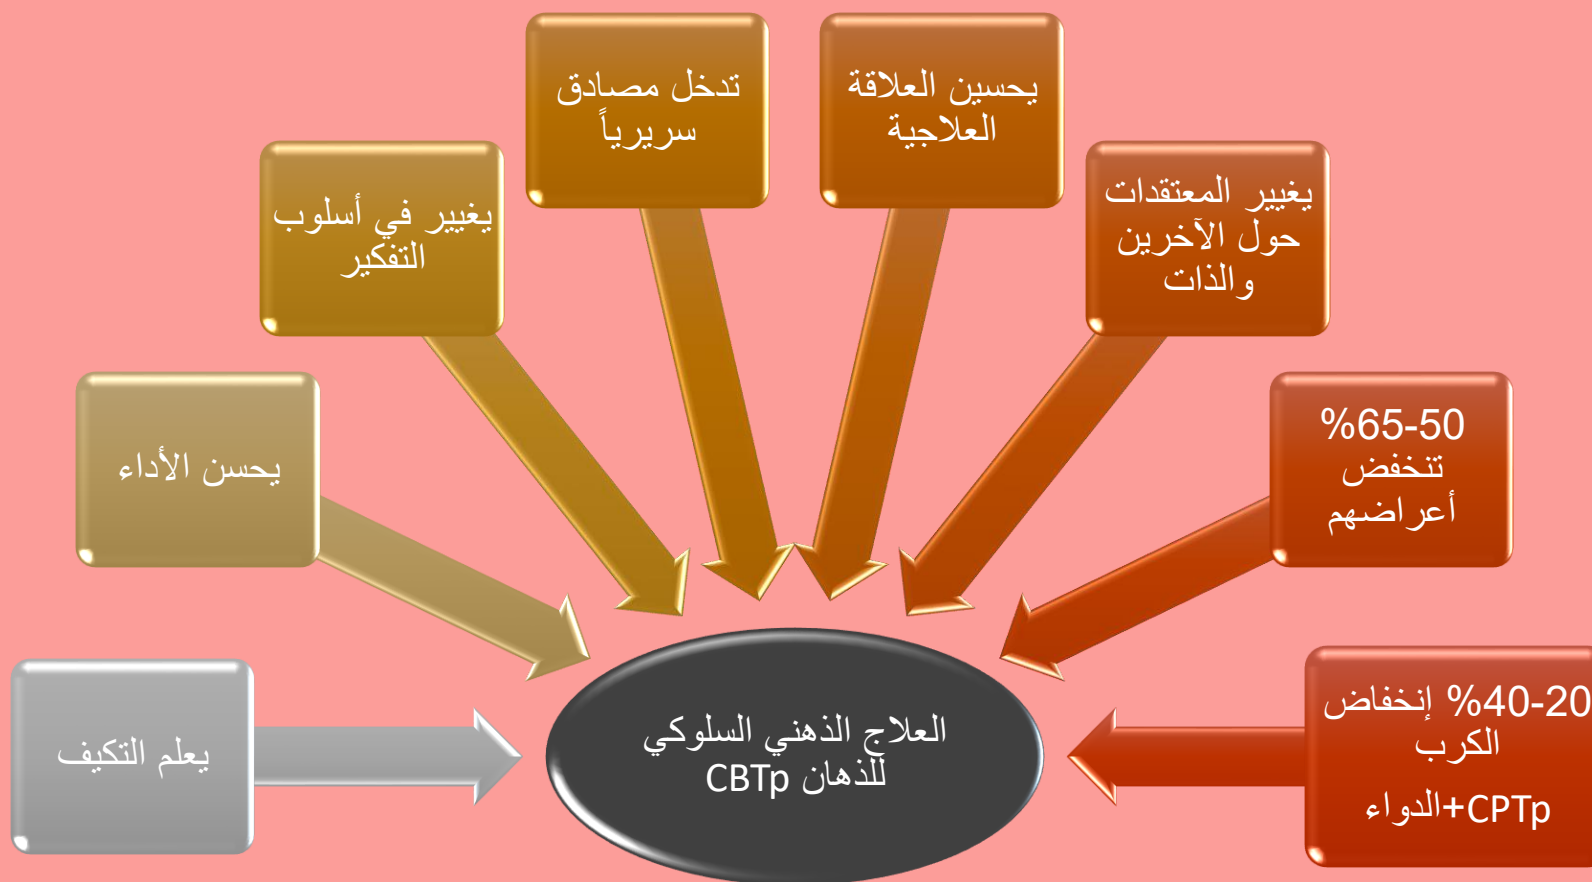 تدخل مصادق
سريرياً
يحسين العلاقة
العلاجية
يغيير في أسلوب
التفكير
يغيير المعتقدات
حول الآخرين
والذات
يحسن الأداء
50-65%
تنخفض
أعراضهم
يعلم التكيف
العلاج الذهني السلوكي
للذهان CBTp
20-40% إنخفاض
الكرب
CPTp+الدواء